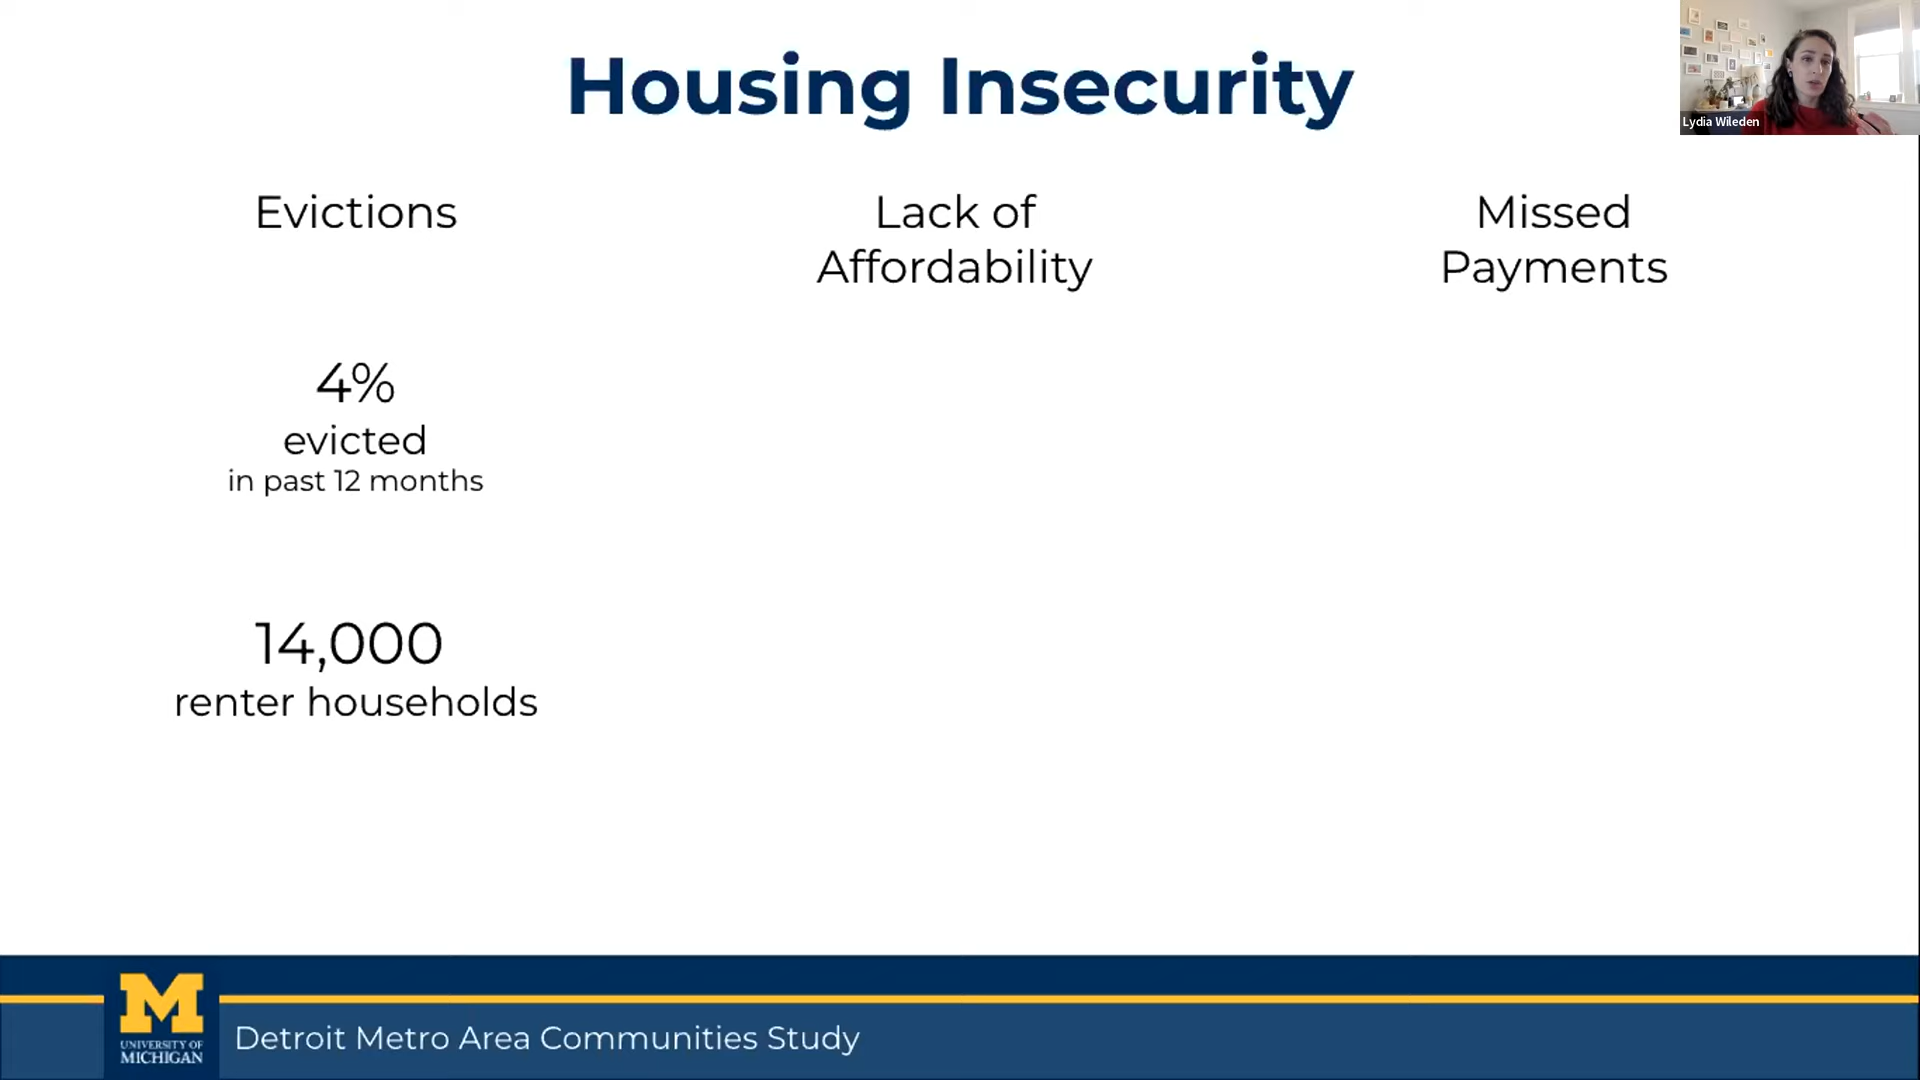 Housing Insecurity
Lydia Wileden
Evictions
Lack of
Affordability
Missed
Payments
4%
evicted
in past 12 months
14,000
renter households
M
UNIVERSITY OF
MICHIGAN
Detroit Metro Area Communities Study